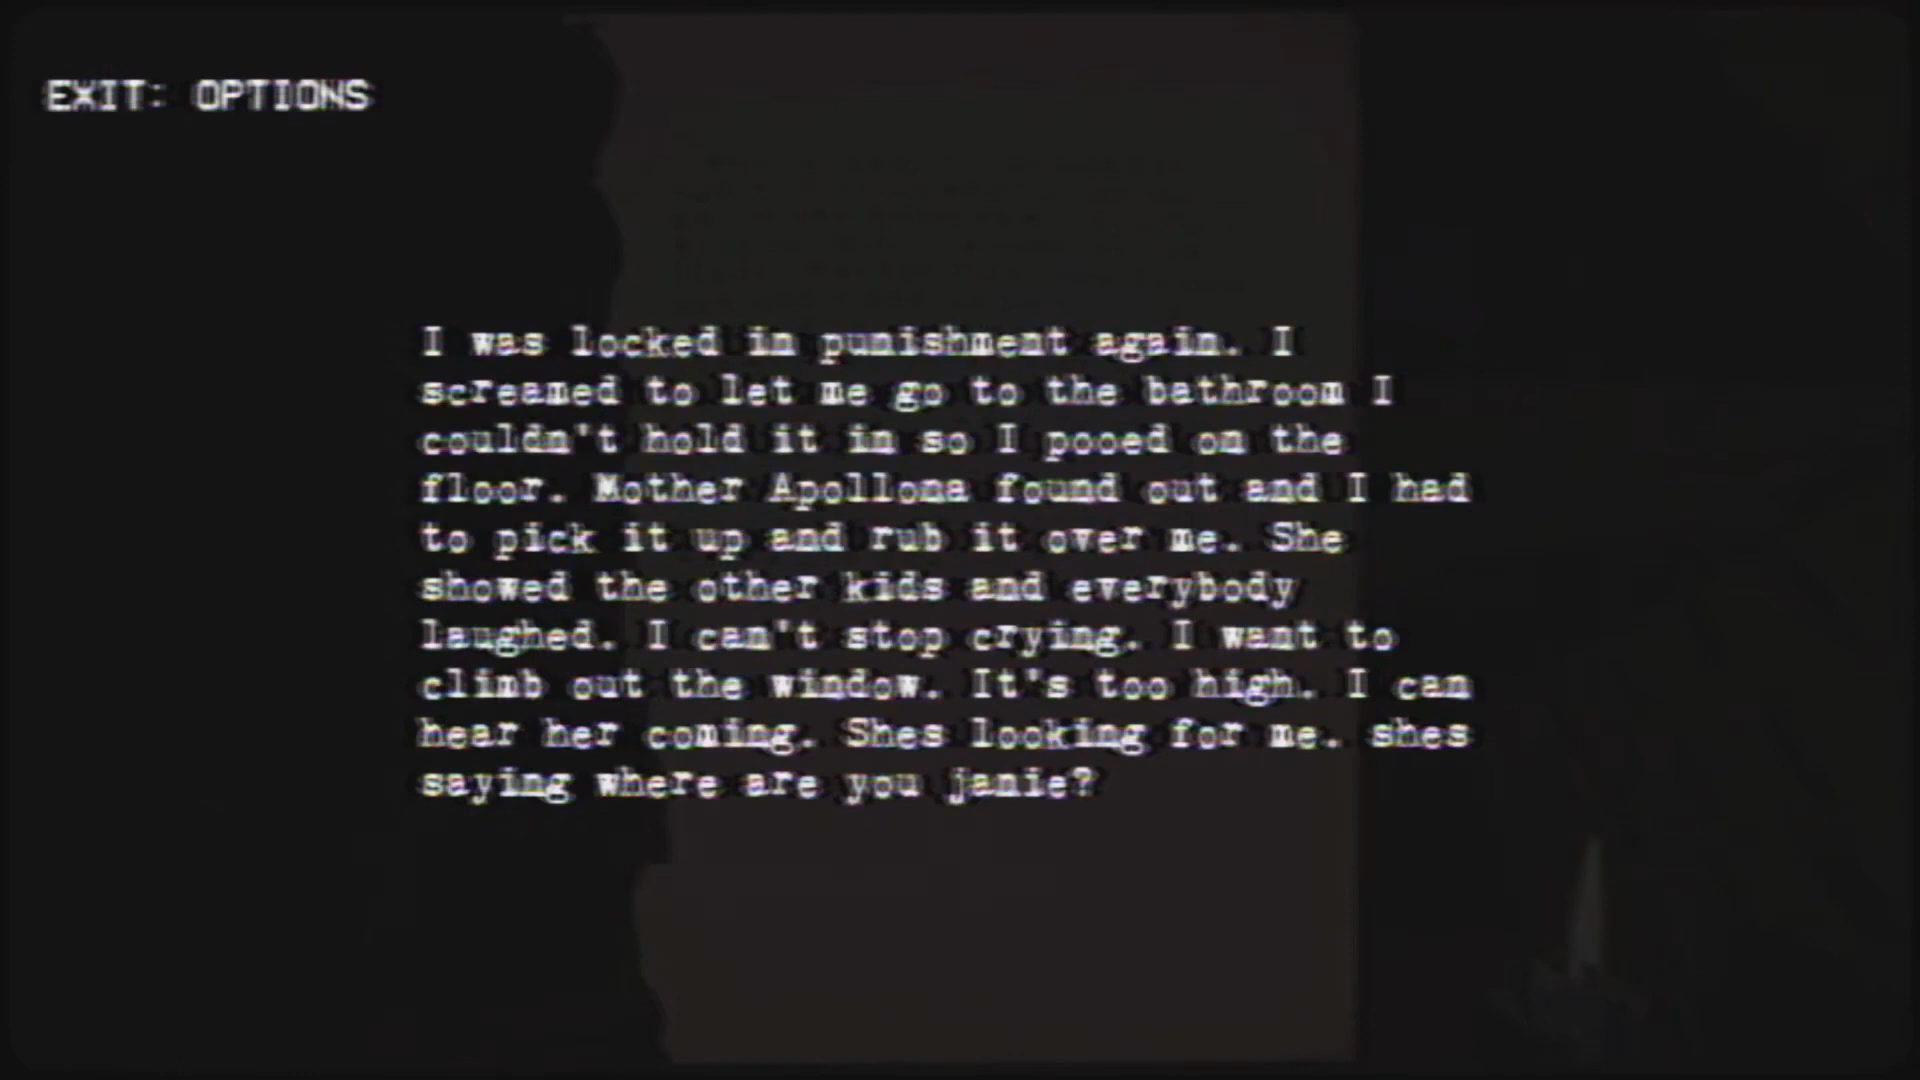 EXIT: OPTIONS
I was locked in punishment again. I
screamed to let me go to the bathroom I
couldn't hold it in so I pooed on the
floor. Mother Apollona found out and I had
to pick it up and rub it over me. She
showed the other kids and everybody
laughed. I can't stop crying. I want to
climb out the window. It's too high. I can
hear her coming. Shes looking for me. shes
saying where are you janie?